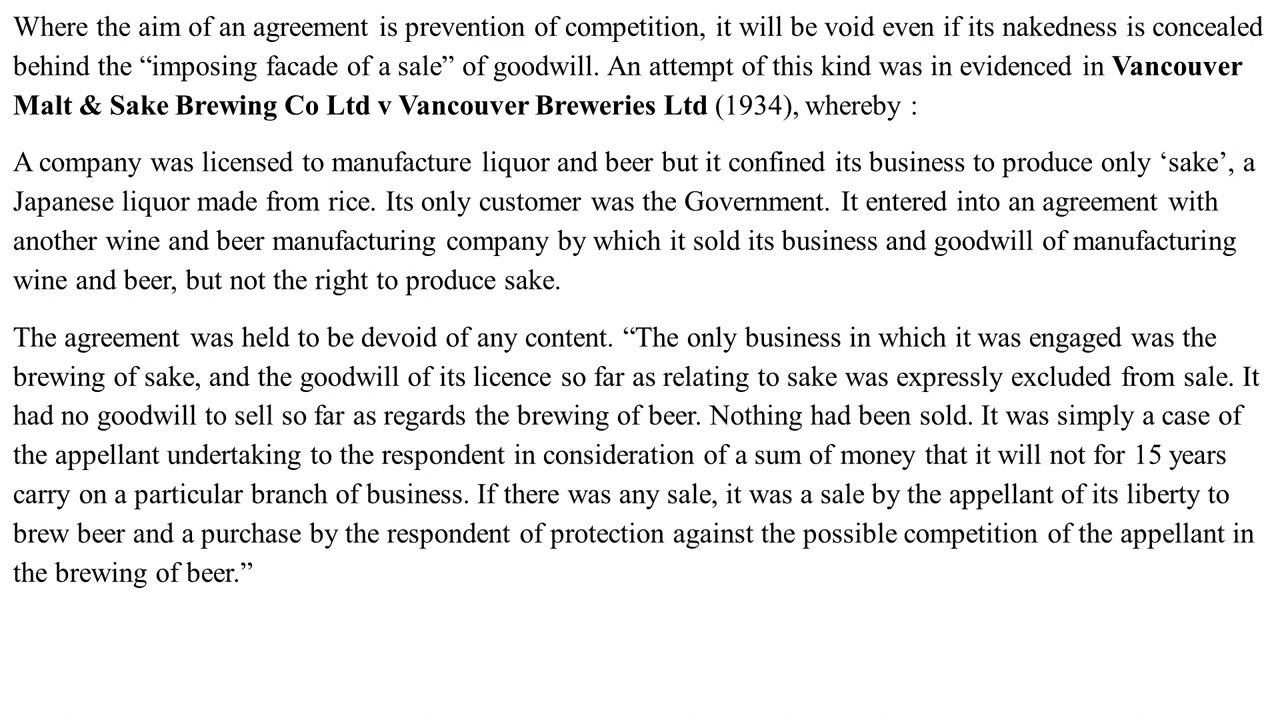 Where the aim of an agreement is prevention of competition, it will be void even if its nakedness is concealed
behind the “imposing facade of a sale” of goodwill. An attempt of this kind was in evidenced in Vancouver
Malt & Sake Brewing Co Ltd v Vancouver Breweries Ltd (1934), whereby :
A company was licensed to manufacture liquor and beer but it confined its business to produce only ‘sake’, a
Japanese liquor made from rice. Its only customer was the Government. It entered into an agreement with
another wine and beer manufacturing company by which it sold its business and goodwill of manufacturing
wine and beer, but not the right to produce sake.
The agreement was held to be devoid of any content. “The only business in which it was engaged was the
brewing of sake, and the goodwill of its licence so far as relating to sake was expressly excluded from sale. It
had no goodwill to sell so far as regards the brewing of beer. Nothing had been sold. It was simply a case of
the appellant undertaking to the respondent in consideration of a sum of money that it will not for 15 years
carry on a particular branch of business. If there was any sale, it was a sale by the appellant of its liberty to
brew beer and a purchase by the respondent of protection against the possible competition of the appellant in
the brewing of beer.”